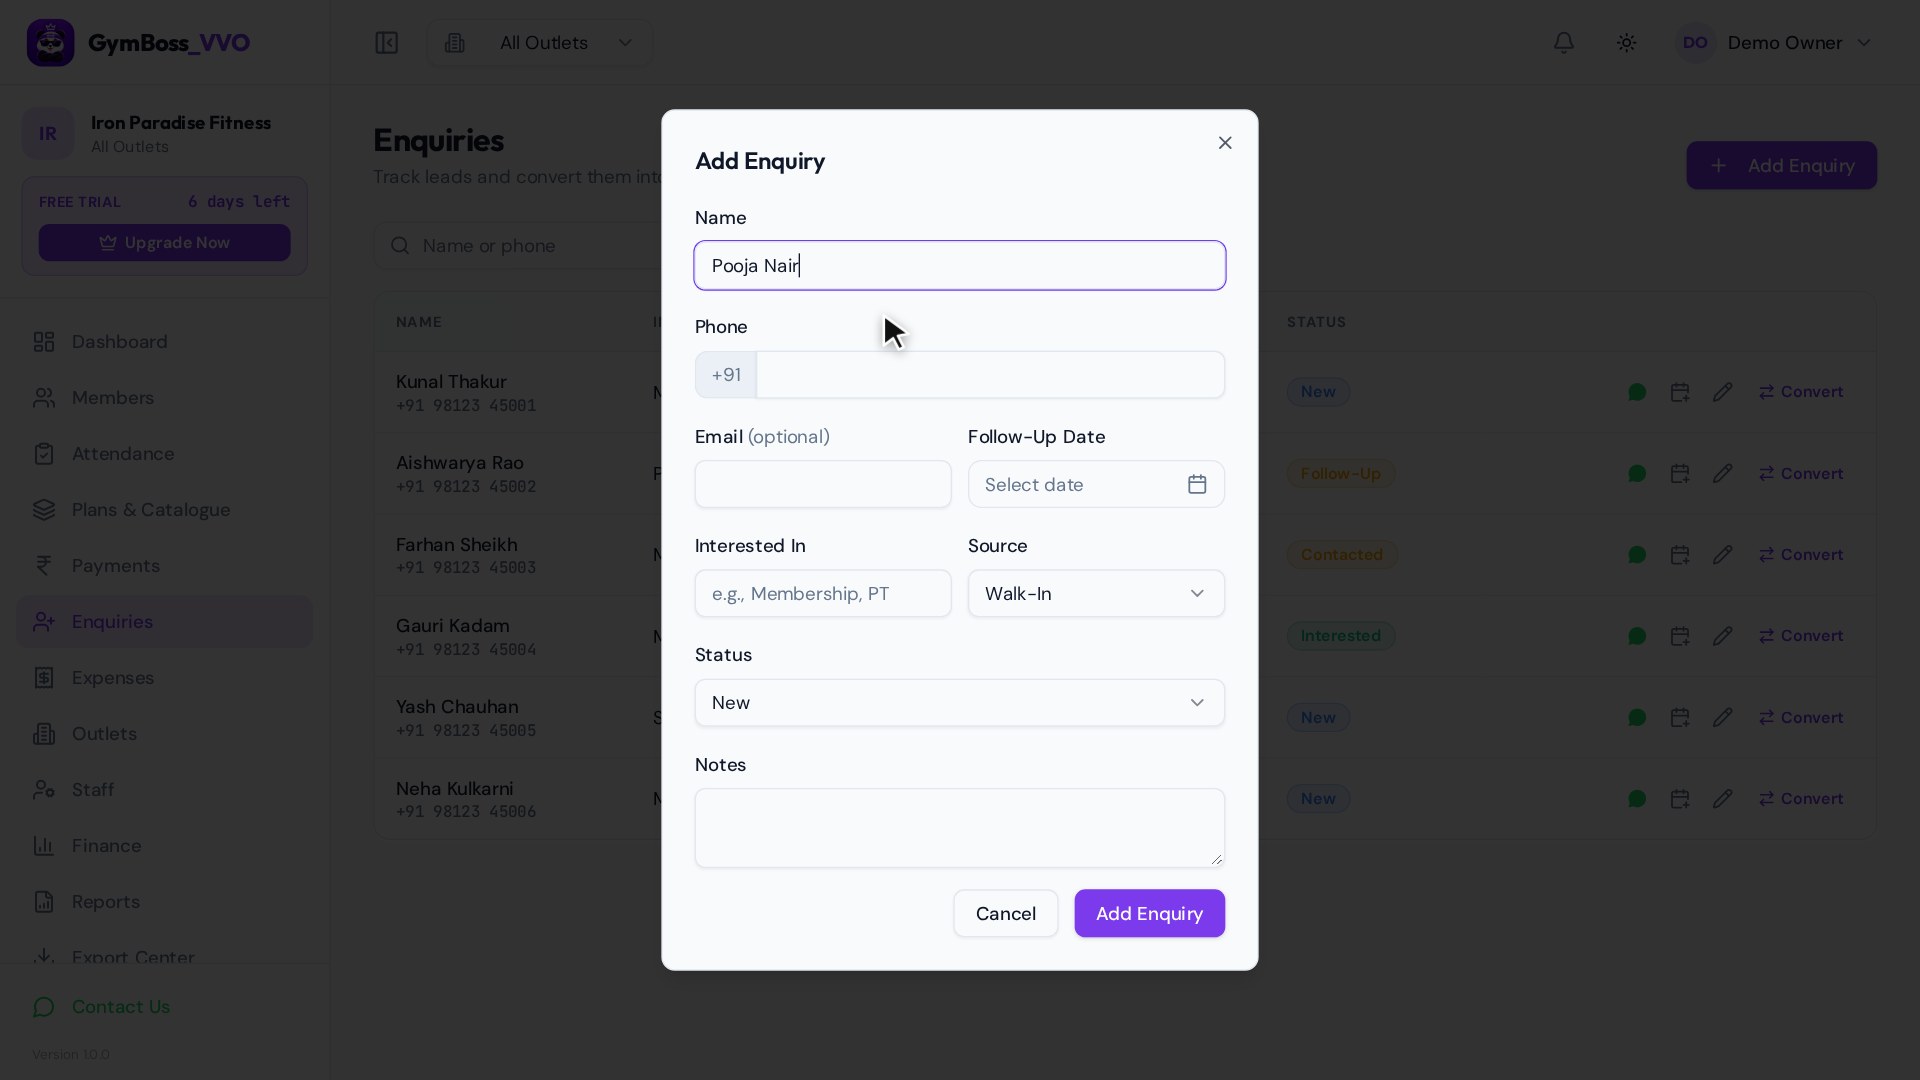 GymBoss_VVO
All Outlets
DO Demo Owner
IR Iron Paradise Fitness
All Outlets
FREE TRIAL 6 days left
Upgrade Now
Dashboard
Members
Attendance
Plans & Catalogue
Payments
Enquiries
Expenses
Outlets
Staff
Finance
Reports
Export Center
Contact Us
Version 1.0.0
Enquiries
Track leads and convert them
+ Add Enquiry
Name or phone
NAME STATUS
Kunal Thakur
+91 98123 45001
New Convert
Aishwarya Rao
+91 98123 45002
Follow-Up Convert
Farhan Sheikh
+91 98123 45003
Contacted Convert
Gauri Kadam
+91 98123 45004
Interested Convert
Yash Chauhan
+91 98123 45005
New Convert
Neha Kulkarni
+91 98123 45006
New Convert
Add Enquiry
Name
Pooja Nair
Phone
+91
Email (optional) Follow-Up Date
Select date
Interested In Source
e.g., Membership, PT Walk-In
Status
New
Notes
Cancel Add Enquiry